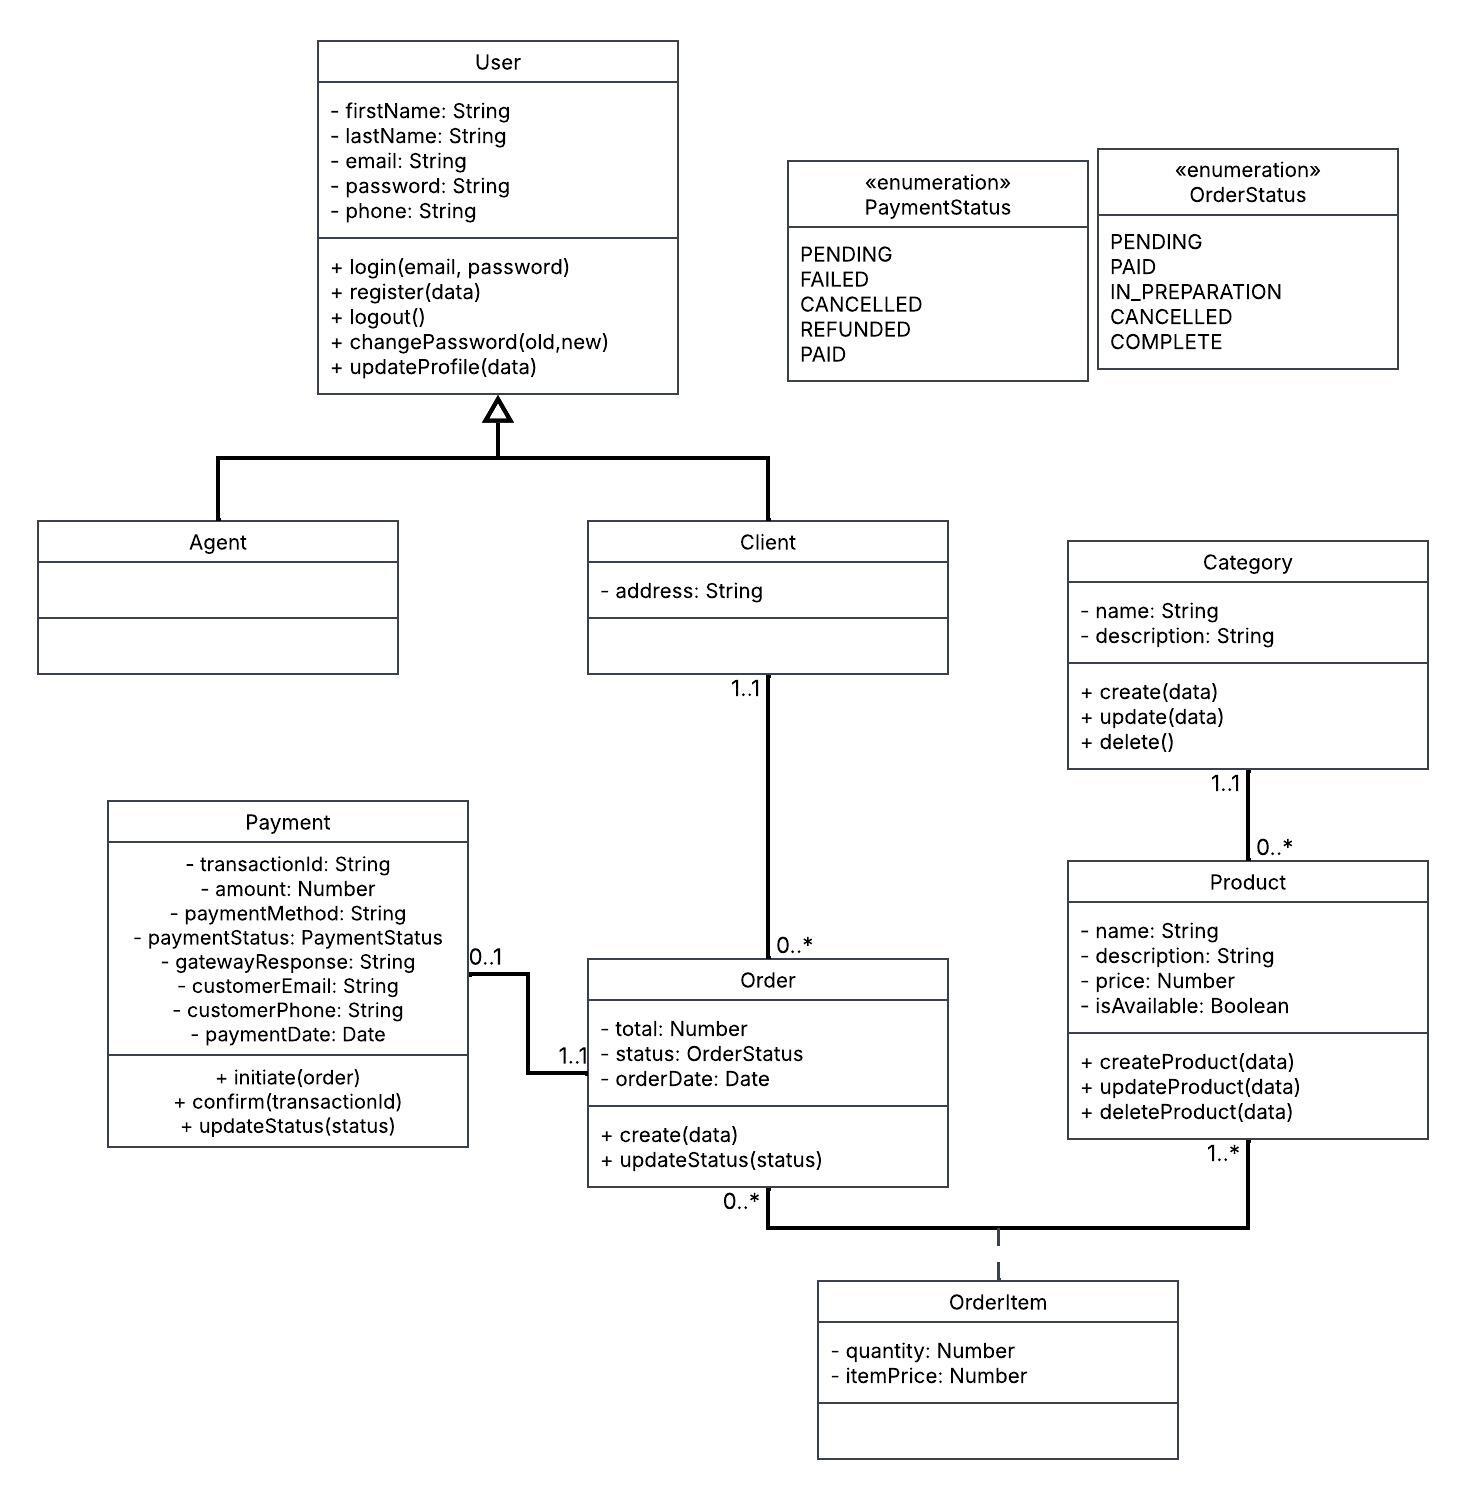 User
- firstName: String
- lastName: String
- email: String
- password: String
- phone: String
+ login(email, password)
+ register(data)
+ logout()
+ changePassword(old,new)
+ updateProfile(data)
«enumeration»
PaymentStatus
PENDING
FAILED
CANCELLED
REFUNDED
PAID
«enumeration»
OrderStatus
PENDING
PAID
IN_PREPARATION
CANCELLED
COMPLETE
Agent
Client
- address: String
1..1
Category
- name: String
- description: String
+ create(data)
+ update(data)
+ delete()
1..1
0..*
Payment
- transactionId: String
- amount: Number
- paymentMethod: String
- paymentStatus: PaymentStatus
- gatewayResponse: String
- customerEmail: String
- customerPhone: String
- paymentDate: Date
+ initiate(order)
+ confirm(transactionId)
+ updateStatus(status)
0..1
1..1
0..*
Order
- total: Number
- status: OrderStatus
- orderDate: Date
+ create(data)
+ updateStatus(status)
0..*
Product
- name: String
- description: String
- price: Number
- isAvailable: Boolean
+ createProduct(data)
+ updateProduct(data)
+ deleteProduct(data)
1..*
OrderItem
- quantity: Number
- itemPrice: Number